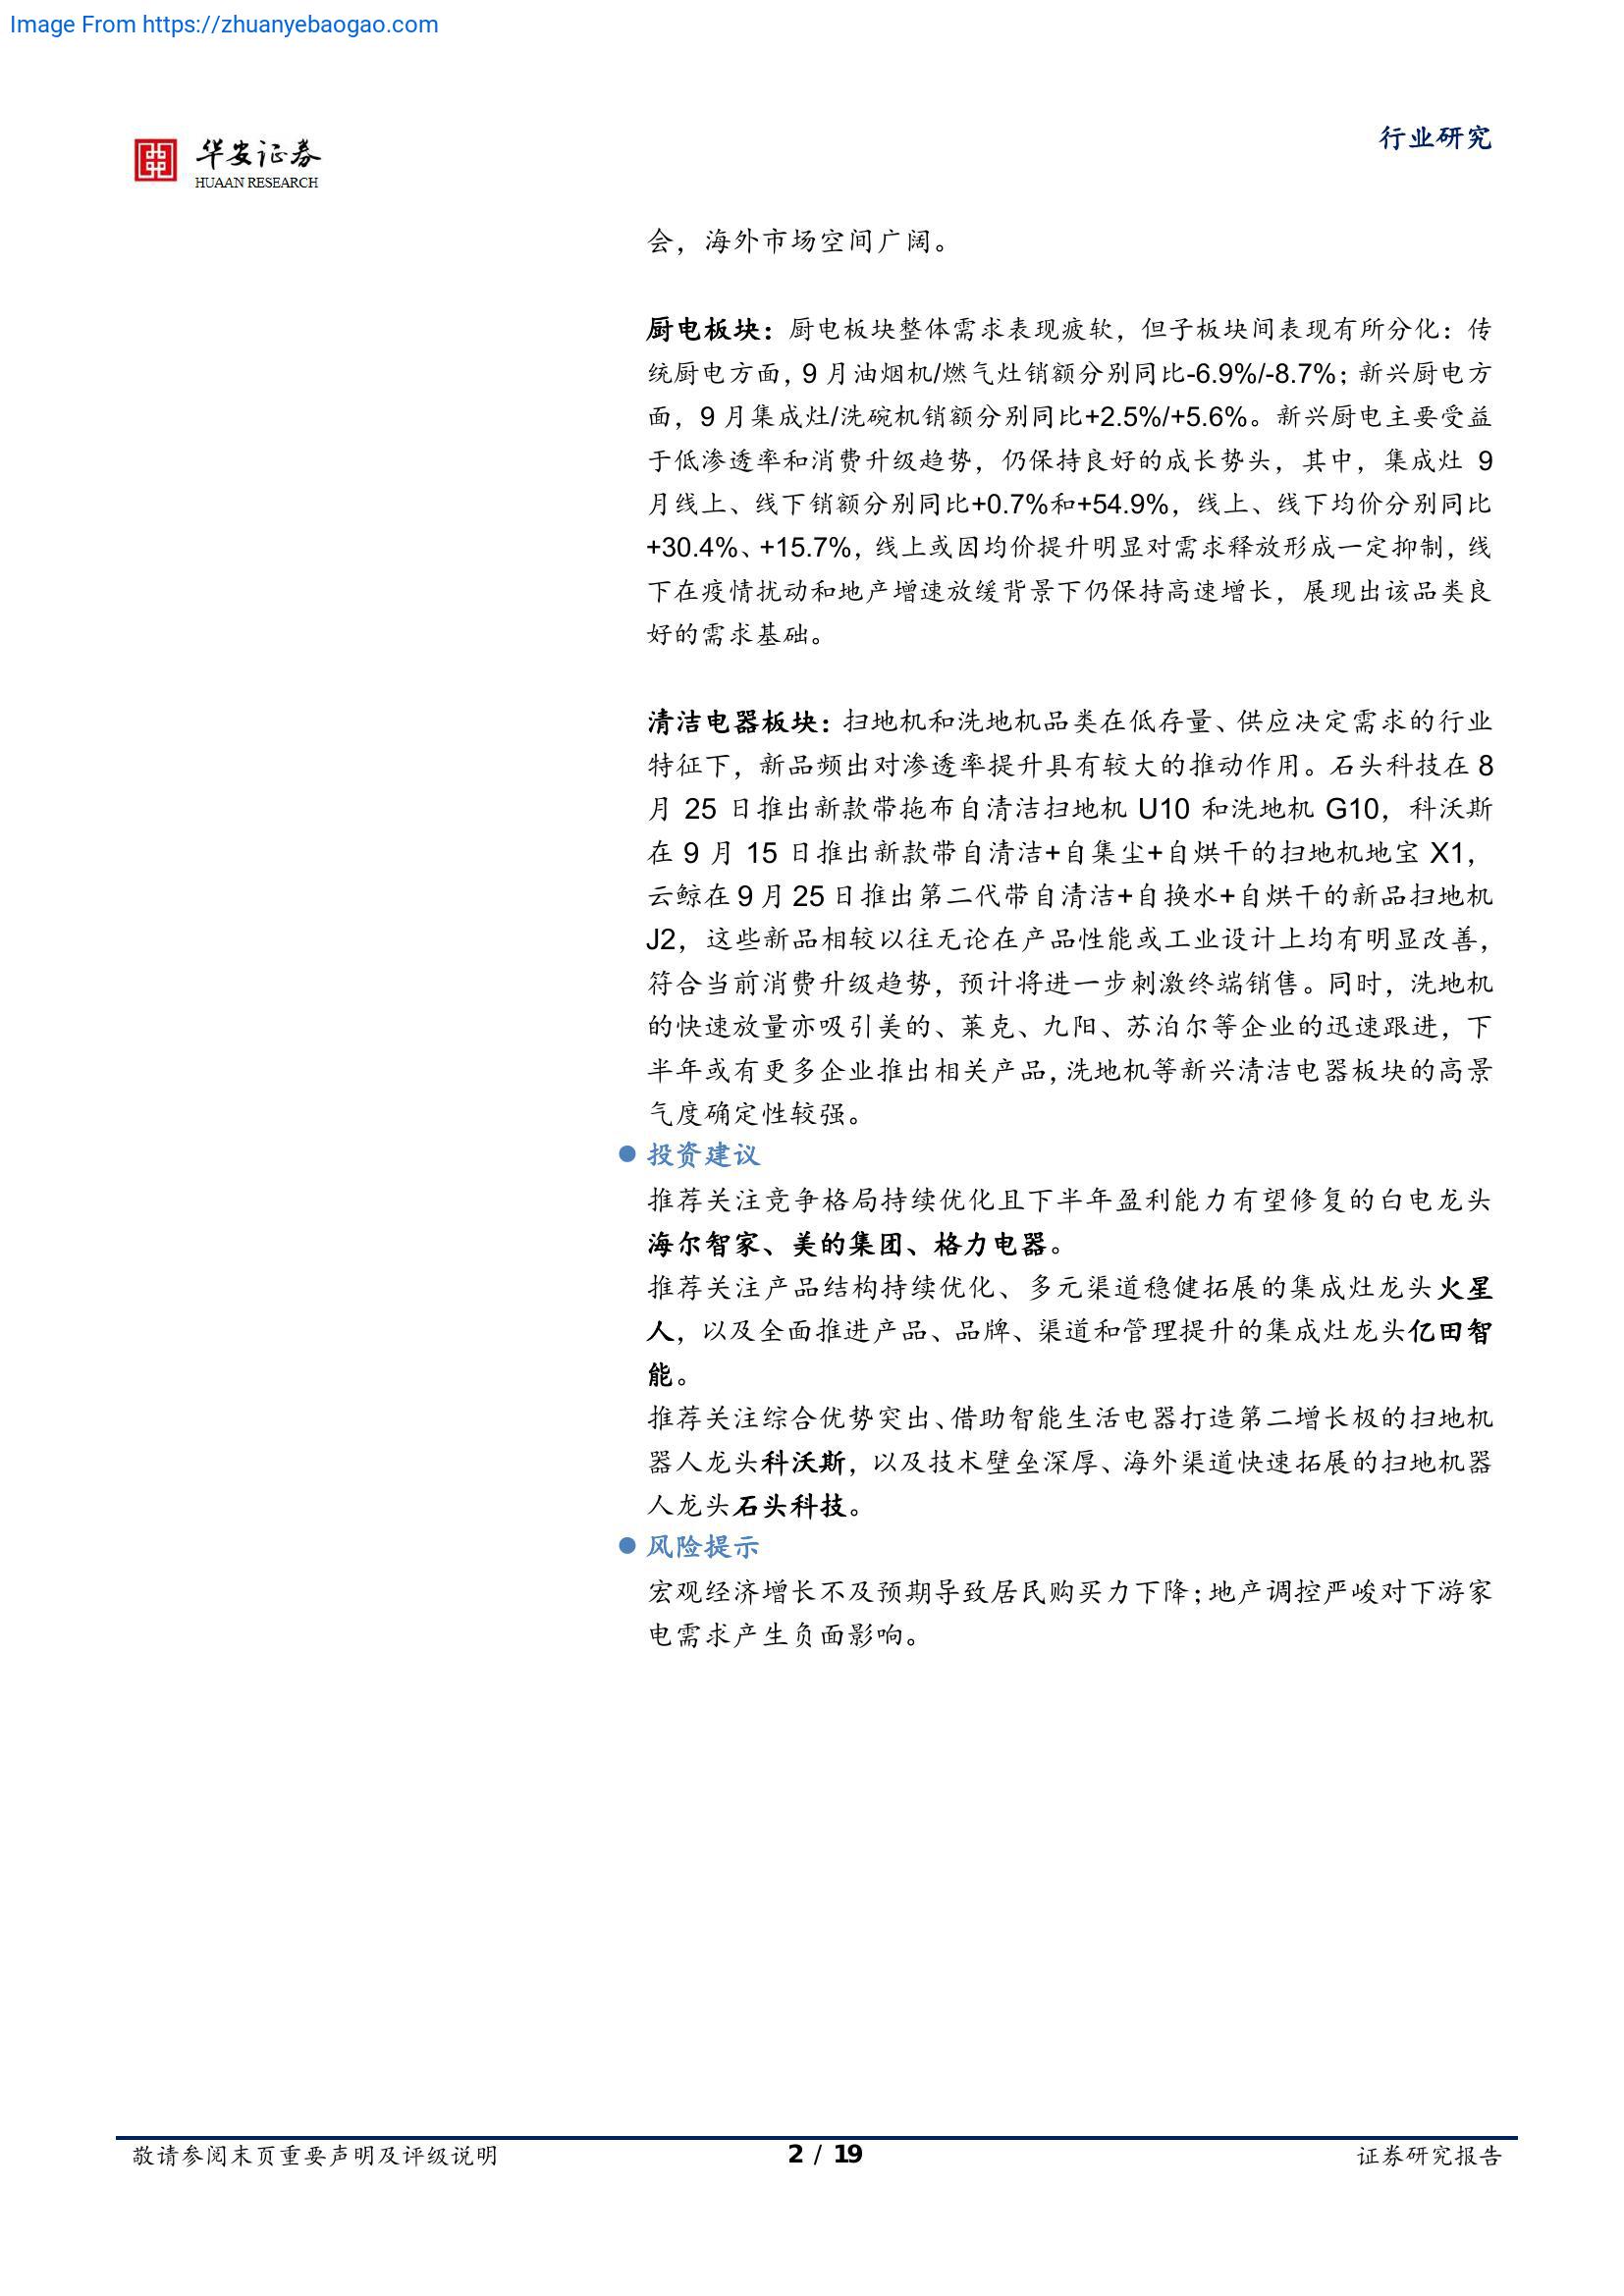 Image From https://zhuanyebaogao.com
行业研究
华安证券
HUAAN RESEARCH
会，海外市场空间广阔。
厨电板块：厨电板块整体需求表现疲软，但子板块间表现有所分化：传
统厨电方面，9 月油烟机/燃气灶销额分别同比-6.9%/-8.7%；新兴厨电方
面，9 月集成灶/洗碗机销额分别同比+2.5%/+5.6%。新兴厨电主要受益
于低渗透率和消费升级趋势，仍保持良好的成长势头，其中，集成灶 9
月线上、线下销额分别同比+0.7%和+54.9%，线上、线下均价分别同比
+30.4%、+15.7%，线上或因均价提升明显对需求释放形成一定抑制，线
下在疫情扰动和地产增速放缓背景下仍保持高速增长，展现出该品类良
好的需求基础。
清洁电器板块：扫地机和洗地机品类在低存量、供应决定需求的行业
特征下，新品频出对渗透率提升具有较大的推动作用。石头科技在 8
月 25 日推出新款带拖布自清洁扫地机 U10 和洗地机 G10，科沃斯
在 9 月 15 日推出新款带自清洁+自集尘+自烘干的扫地机地宝 X1，
云鲸在 9 月 25 日推出第二代带自清洁+自换水+自烘干的新品扫地机
J2，这些新品相较以往无论在产品性能或工业设计上均有明显改善，
符合当前消费升级趋势，预计将进一步刺激终端销售。同时，洗地机
的快速放量亦吸引美的、莱克、九阳、苏泊尔等企业的迅速跟进，下
半年或有更多企业推出相关产品，洗地机等新兴清洁电器板块的高景
气度确定性较强。
● 投资建议
推荐关注竞争格局持续优化且下半年盈利能力有望修复的白电龙头
海尔智家、美的集团、格力电器。
推荐关注产品结构持续优化、多元渠道稳健拓展的集成灶龙头火星
人，以及全面推进产品、品牌、渠道和管理提升的集成灶龙头亿田智
能。
推荐关注综合优势突出、借助智能生活电器打造第二增长极的扫地机
器人龙头科沃斯，以及技术壁垒深厚、海外渠道快速拓展的扫地机器
人龙头石头科技。
● 风险提示
宏观经济增长不及预期导致居民购买力下降；地产调控严峻对下游家
电需求产生负面影响。
敬请参阅末页重要声明及评级说明
2 / 19
证券研究报告